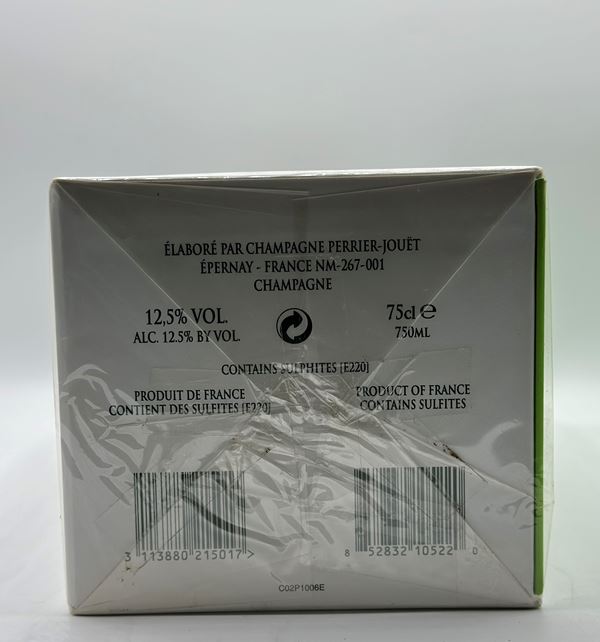 ÉLABORÉ PAR CHAMPAGNE PERRIER-JOUËT
ÉPERNAY - FRANCE NM-267-001
CHAMPAGNE
12,5% VOL.
ALC. 12.5% BY VOL.
75cl e
750ML
CONTAINS SULPHITES [E220]
PRODUIT DE FRANCE
CONTIENT DES SULFITES [E220]
PRODUCT OF FRANCE
CONTAINS SULFITES
3 113880 215017 >
8 52832 10522 0
C02P1006E